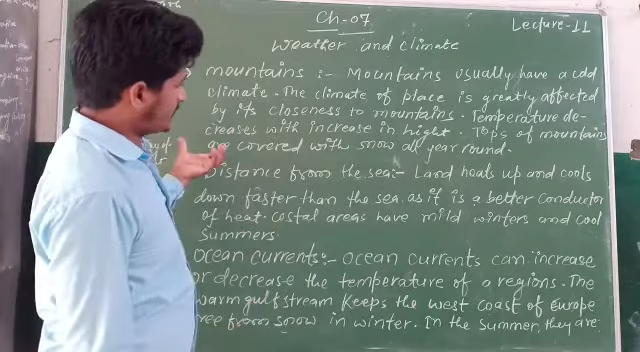 Ch-07
Lecture-11
Weather and climate
mountains :- Mountains usually have a cold
climate. The climate of place is greatly affected
by its closeness to mountains. Temperature de-
creases with increase in hight. Tops of mountains
are covered with snow all year round.
Distance from the sea:- Land heats up and cools
down faster than the sea as it is a better conductor
of heat. costal areas have mild winters and cool
Summers.
Ocean currents:- ocean currents can increase
or decrease the temperature of a regions. The
warm gulf stream keeps the west coast of Europe
free from snow in winter. In the summer, they are